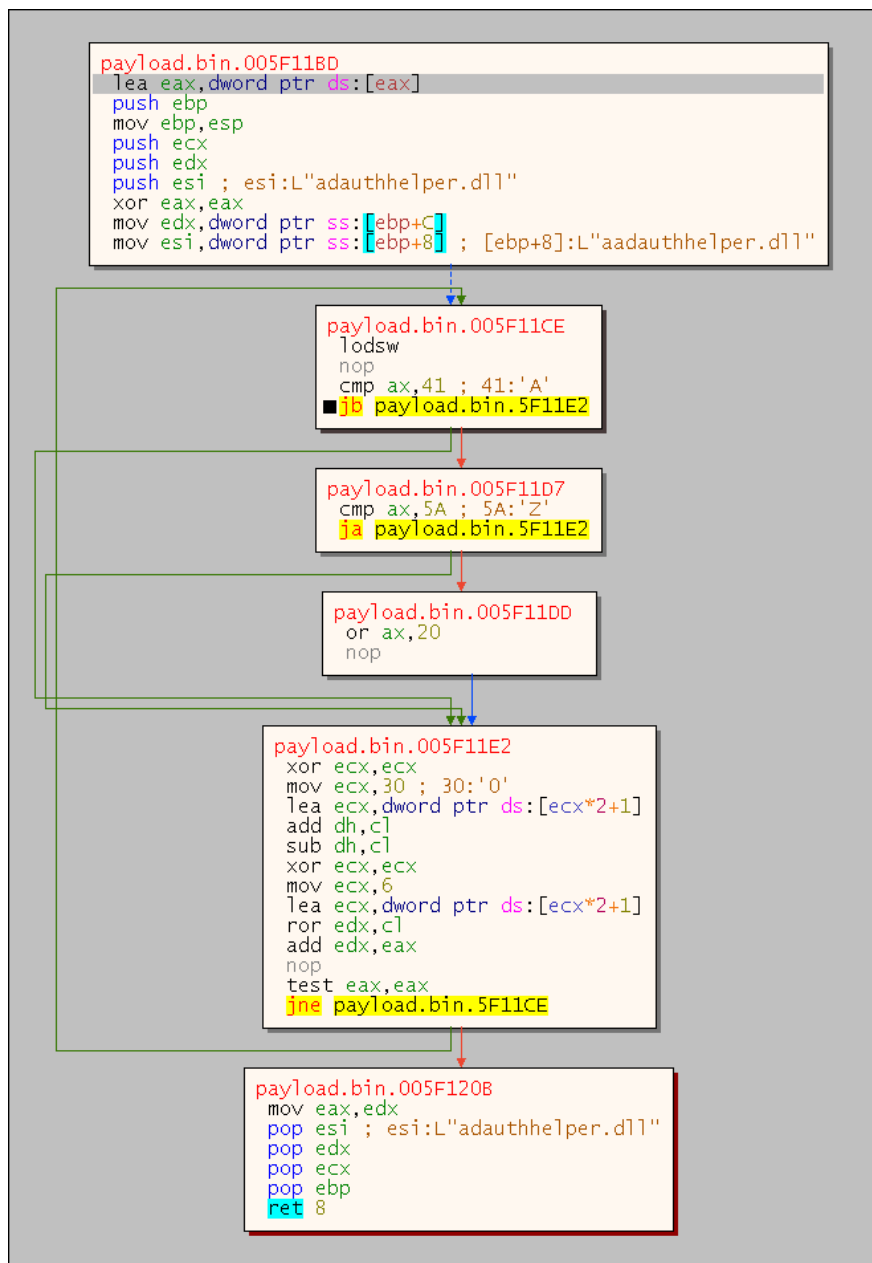 payload.bin.005F11BD
lea eax,dword ptr ds:[eax]
push ebp
mov ebp,esp
push ecx
push edx
push esi ; esi:L"adauthhelper.dll"
xor eax,eax
mov edx,dword ptr ss:[ebp+C]
mov esi,dword ptr ss:[ebp+8] ; [ebp+8]:L"aadauthhelper.dll"
payload.bin.005F11CE
lodsw
nop
cmp ax,41 ; 41:'A'
jb payload.bin.5F11E2
payload.bin.005F11D7
cmp ax,5A ; 5A:'Z'
ja payload.bin.5F11E2
payload.bin.005F11DD
or ax,20
nop
payload.bin.005F11E2
xor ecx,ecx
mov ecx,30 ; 30:'0'
lea ecx,dword ptr ds:[ecx*2+1]
add dh,cl
sub dh,cl
xor ecx,ecx
mov ecx,6
lea ecx,dword ptr ds:[ecx*2+1]
ror edx,cl
add edx,eax
nop
test eax,eax
jne payload.bin.5F11CE
payload.bin.005F120B
mov eax,edx
pop esi ; esi:L"adauthhelper.dll"
pop edx
pop ecx
pop ebp
ret 8